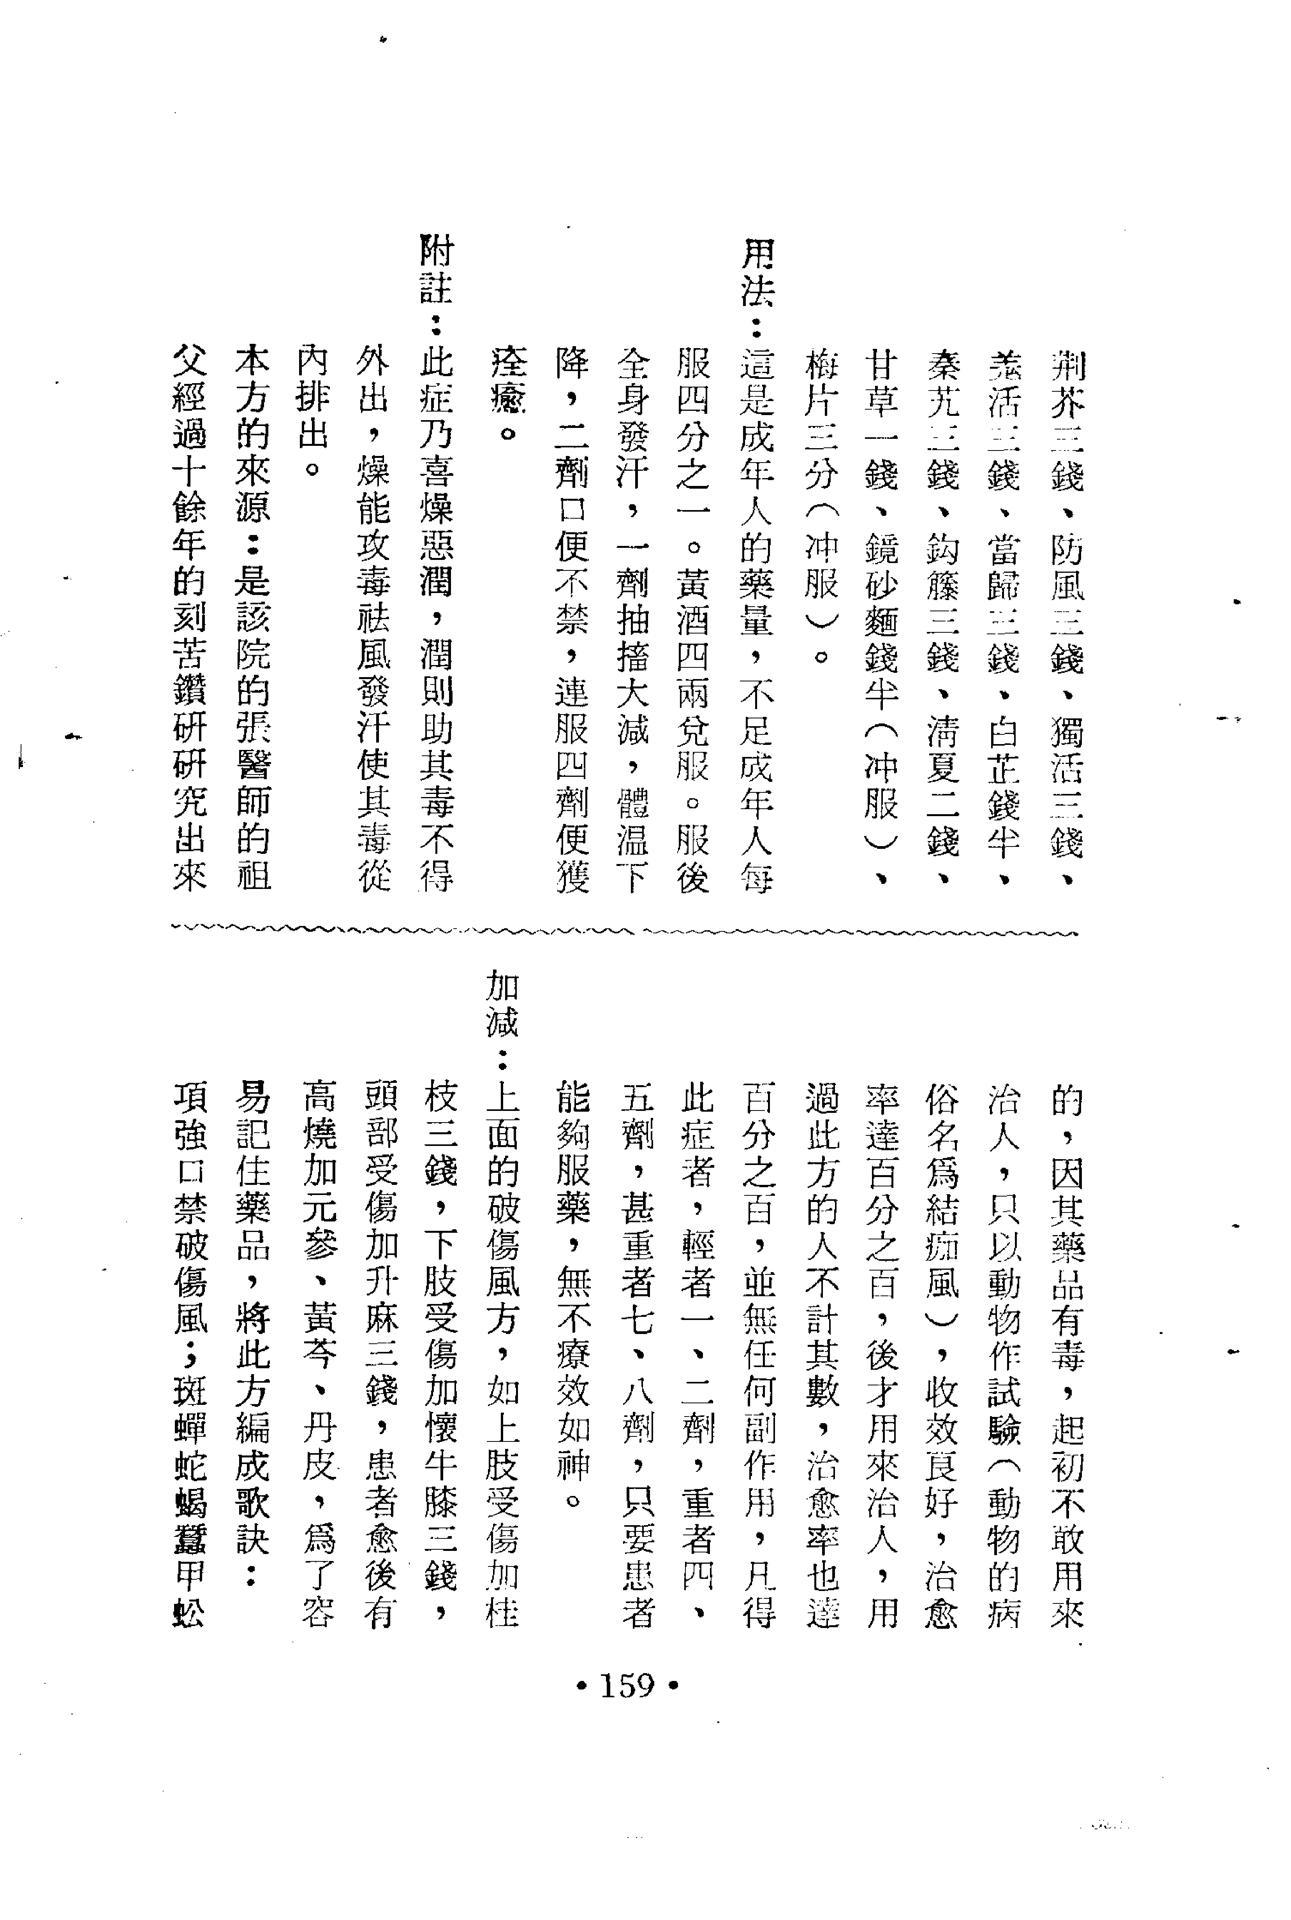 荆芥三錢、防風三錢、獨活三錢、
羗活三錢、當歸三錢、白芷錢半、
秦艽三錢、鈎籐三錢、淸夏二錢、
甘草一錢、鏡砂麵錢半（冲服）、
梅片三分（冲服）。
用法：這是成年人的藥量，不足成年人每
服四分之一。黃酒四兩兌服。服後
全身發汗，一劑抽搐大減，體温下
降，二劑口便不禁，連服四劑便獲
痊癒。
附註：此症乃喜燥惡潤，潤則助其毒不得
外出，燥能攻毒祛風發汗使其毒從
內排出。
本方的來源：是該院的張醫師的祖
父經過十餘年的刻苦鑽研研究出來
的，因其藥品有毒，起初不敢用來
治人，只以動物作試驗（動物的病
俗名爲結痂風），收效良好，治愈
率達百分之百，後才用來治人，用
過此方的人不計其數，治愈率也達
百分之百，並無任何副作用，凡得
此症者，輕者一、二劑，重者四、
五劑，甚重者七、八劑，只要患者
能夠服藥，無不療效如神。
加減：上面的破傷風方，如上肢受傷加桂
枝三錢，下肢受傷加懷牛膝三錢，
頭部受傷加升麻三錢，患者愈後有
高燒加元參、黃芩、丹皮，爲了容
易記住藥品，將此方編成歌訣：
項強口禁破傷風；斑蟬蛇蝎蠶甲蚣
•159•